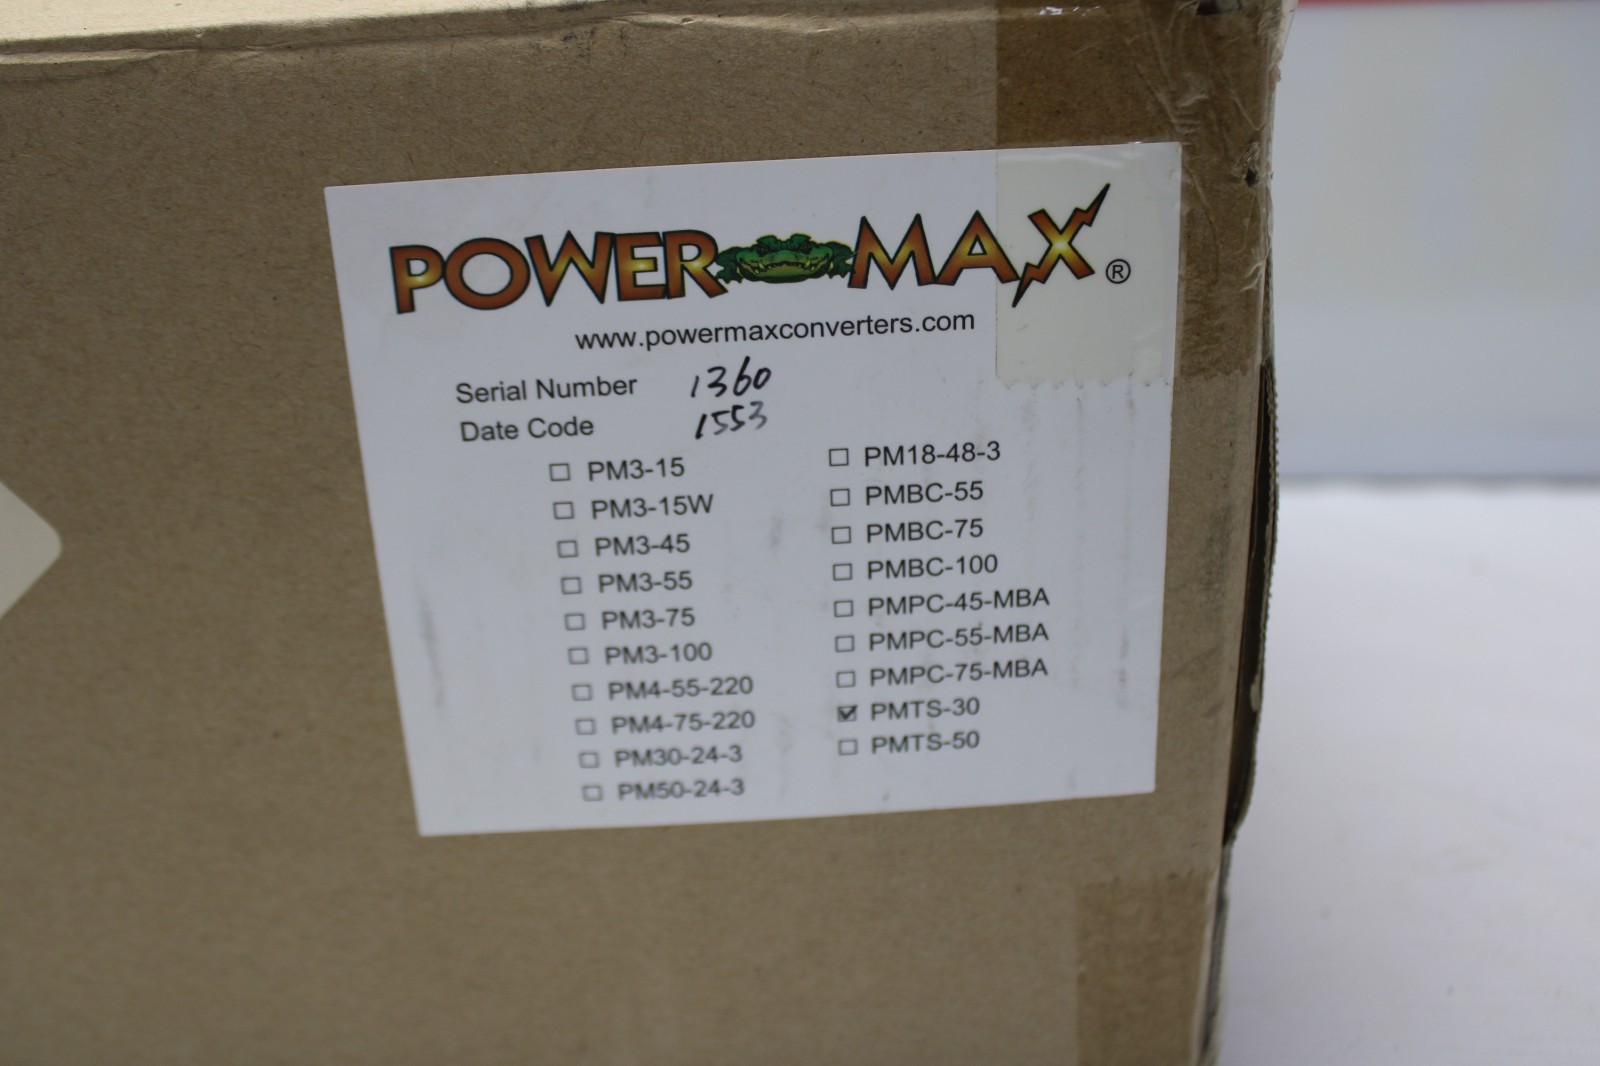 POWER MAX ®
www.powermaxconverters.com
Serial Number 1360
Date Code 1553
☐ PM3-15
☐ PM3-15W
☐ PM3-45
☐ PM3-55
☐ PM3-75
☐ PM3-100
☐ PM4-55-220
☐ PM4-75-220
☐ PM30-24-3
☐ PM50-24-3
☐ PM18-48-3
☐ PMBC-55
☐ PMBC-75
☐ PMBC-100
☐ PMPC-45-MBA
☐ PMPC-55-MBA
☐ PMPC-75-MBA
☑ PMTS-30
☐ PMTS-50